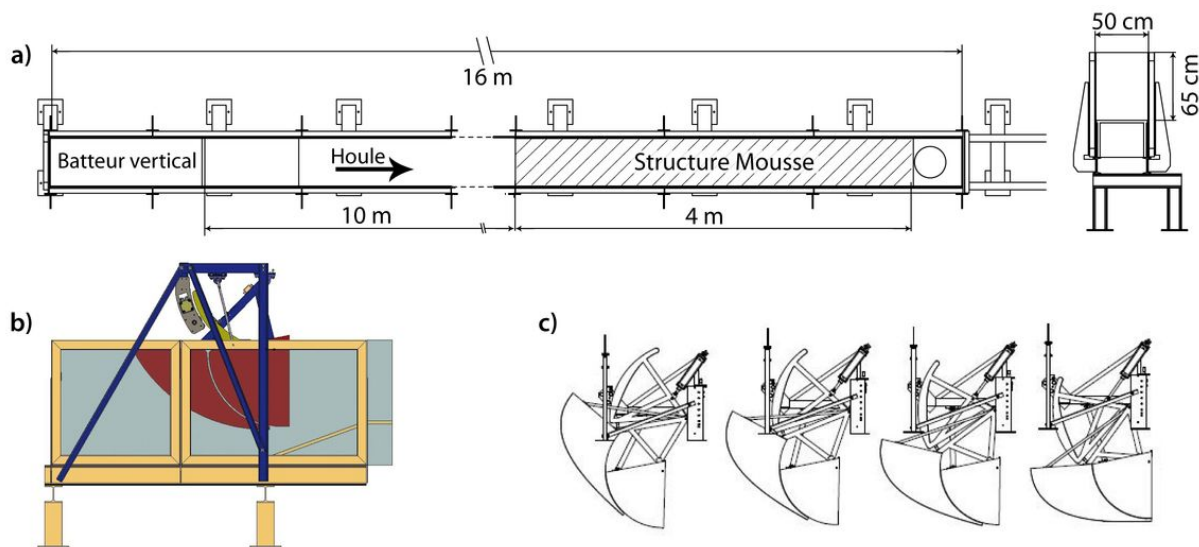 a)
16 m
50 cm
65 cm
Batteur vertical
Houle
Structure Mousse
10 m
4 m
b)
c)